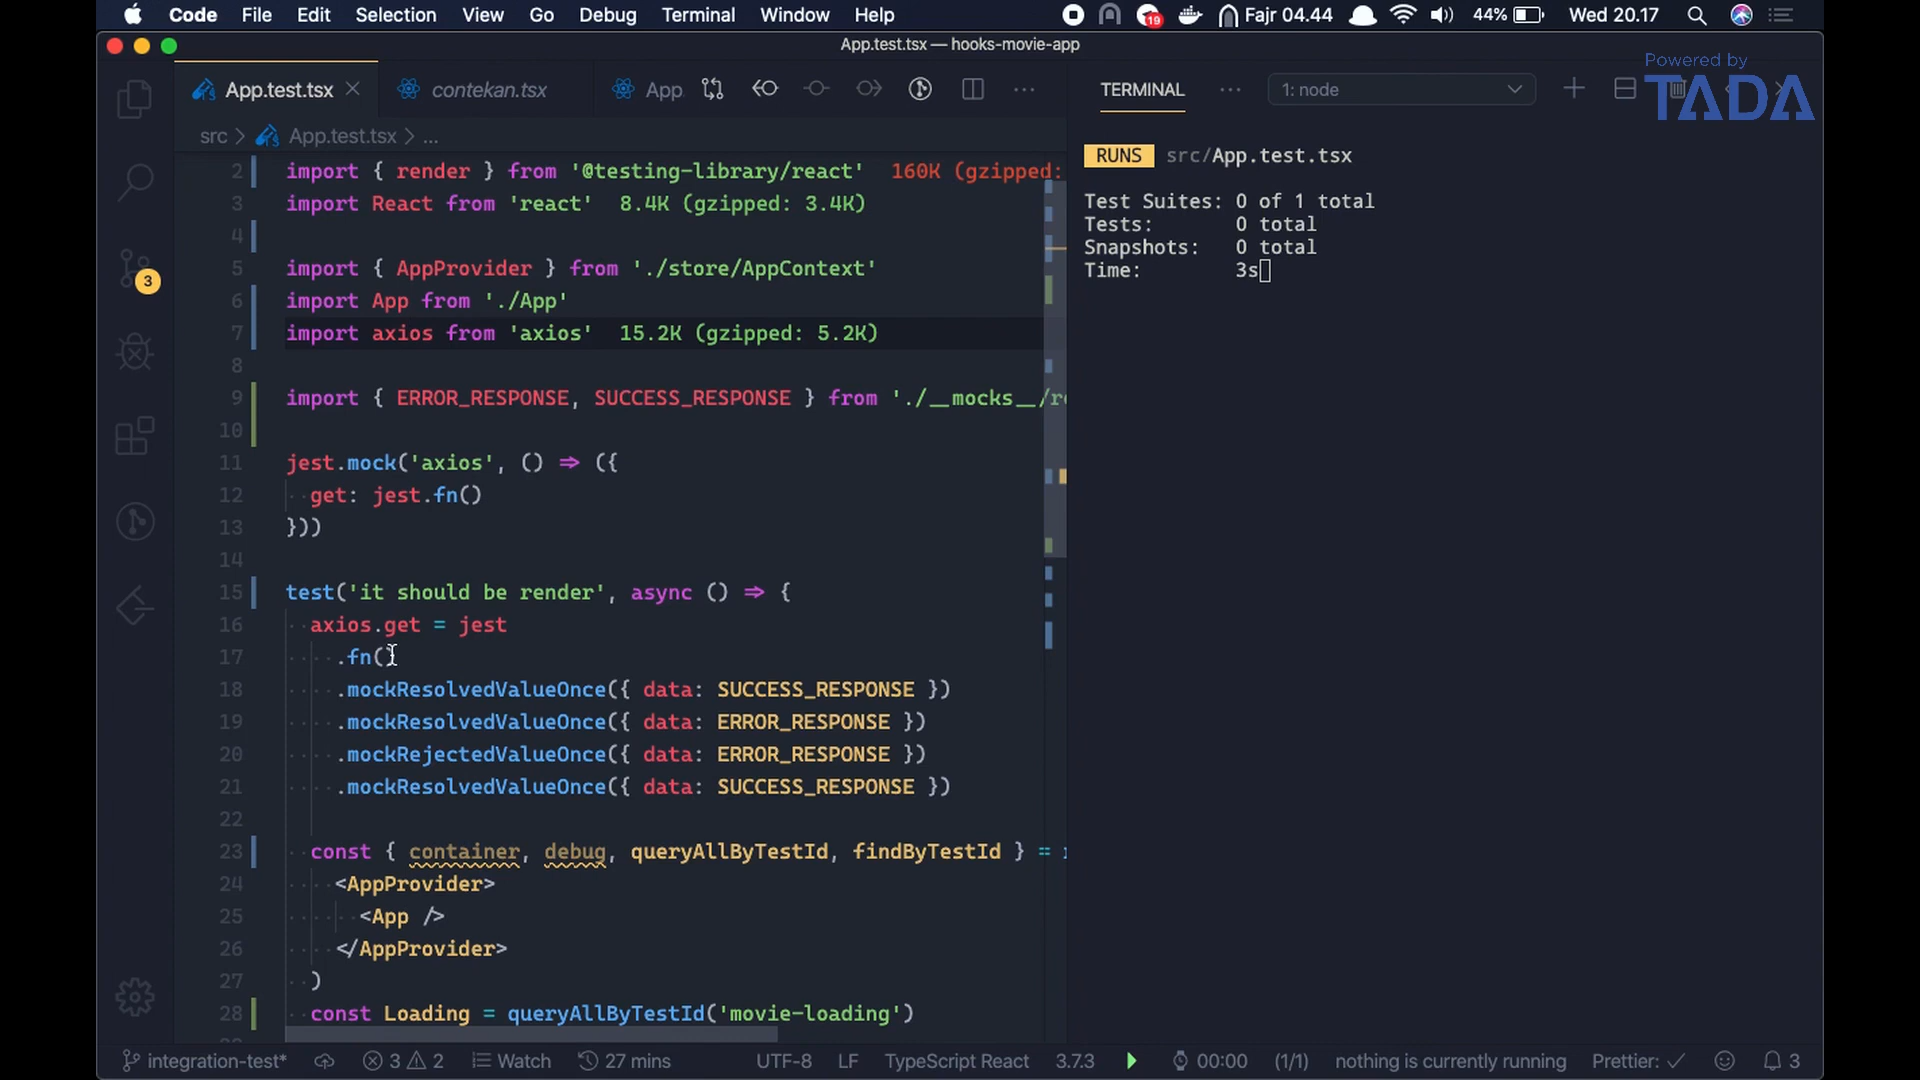 Code File Edit Selection View Go Debug Terminal Window Help 19 Fajr 04.44 44% Wed 20.17
App.test.tsx — hooks-movie-app
Powered by
TADA
App.test.tsx contekan.tsx App
TERMINAL ··· 1: node
src > App.test.tsx > ...
2 import { render } from '@testing-library/react' 160K (gzipped:
3 import React from 'react' 8.4K (gzipped: 3.4K)
4
5 import { AppProvider } from './store/AppContext'
6 import App from './App'
7 import axios from 'axios' 15.2K (gzipped: 5.2K)
8
9 import { ERROR_RESPONSE, SUCCESS_RESPONSE } from './__mocks__/re
10
11 jest.mock('axios', () => ({
12 get: jest.fn()
13 }))
14
15 test('it should be render', async () => {
16 axios.get = jest
17 .fn()
18 .mockResolvedValueOnce({ data: SUCCESS_RESPONSE })
19 .mockResolvedValueOnce({ data: ERROR_RESPONSE })
20 .mockRejectedValueOnce({ data: ERROR_RESPONSE })
21 .mockResolvedValueOnce({ data: SUCCESS_RESPONSE })
22
23 const { container, debug, queryAllByTestId, findByTestId } =
24 <AppProvider>
25 <App />
26 </AppProvider>
27 )
28 const Loading = queryAllByTestId('movie-loading')
RUNS src/App.test.tsx
Test Suites: 0 of 1 total
Tests: 0 total
Snapshots: 0 total
Time: 3s
3
integration-test* 3 2 Watch 27 mins UTF-8 LF TypeScript React 3.7.3 00:00 (1/1) nothing is currently running Prettier: ✓ 3